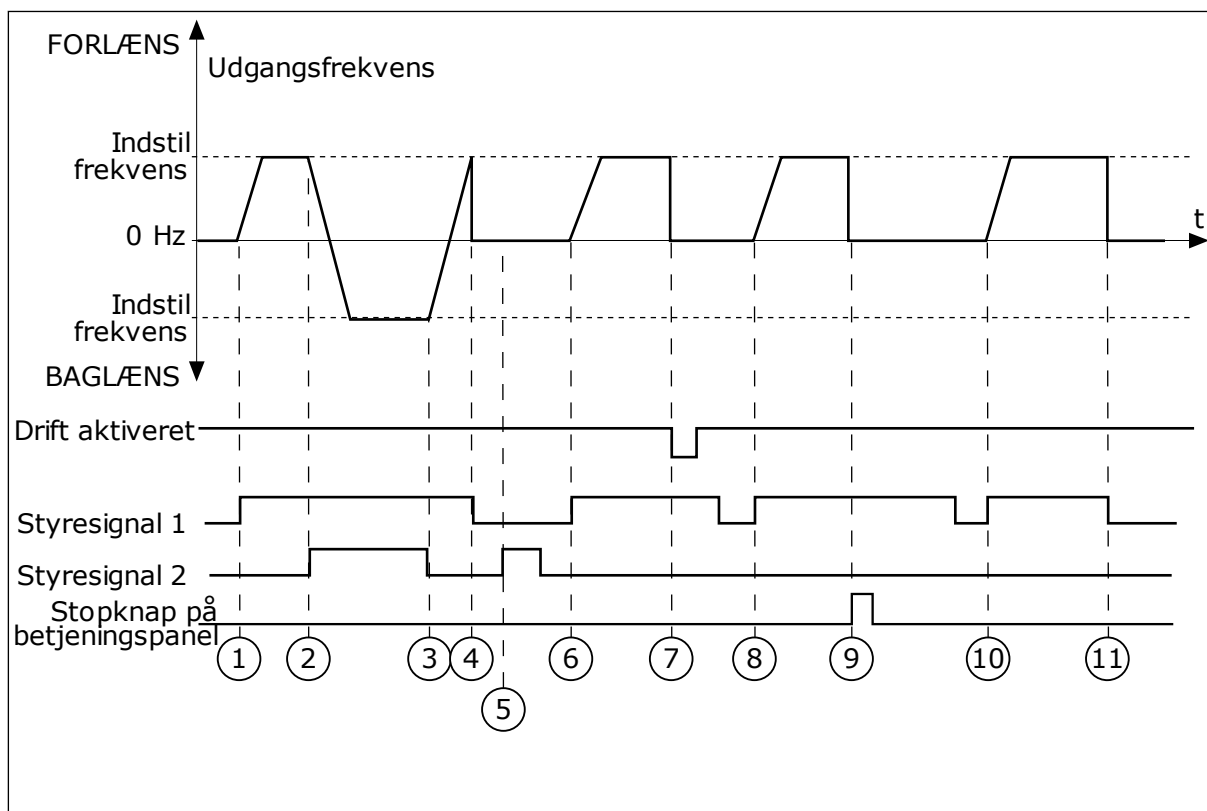 FORLÆNS
Udgangsfrekvens
Indstil
frekvens
0 Hz
t
Indstil
frekvens
BAGLÆNS
Drift aktiveret
Styresignal 1
Styresignal 2
Stopknap på
betjeningspanel
1 2 3 4 6 7 8 9 10 11
5